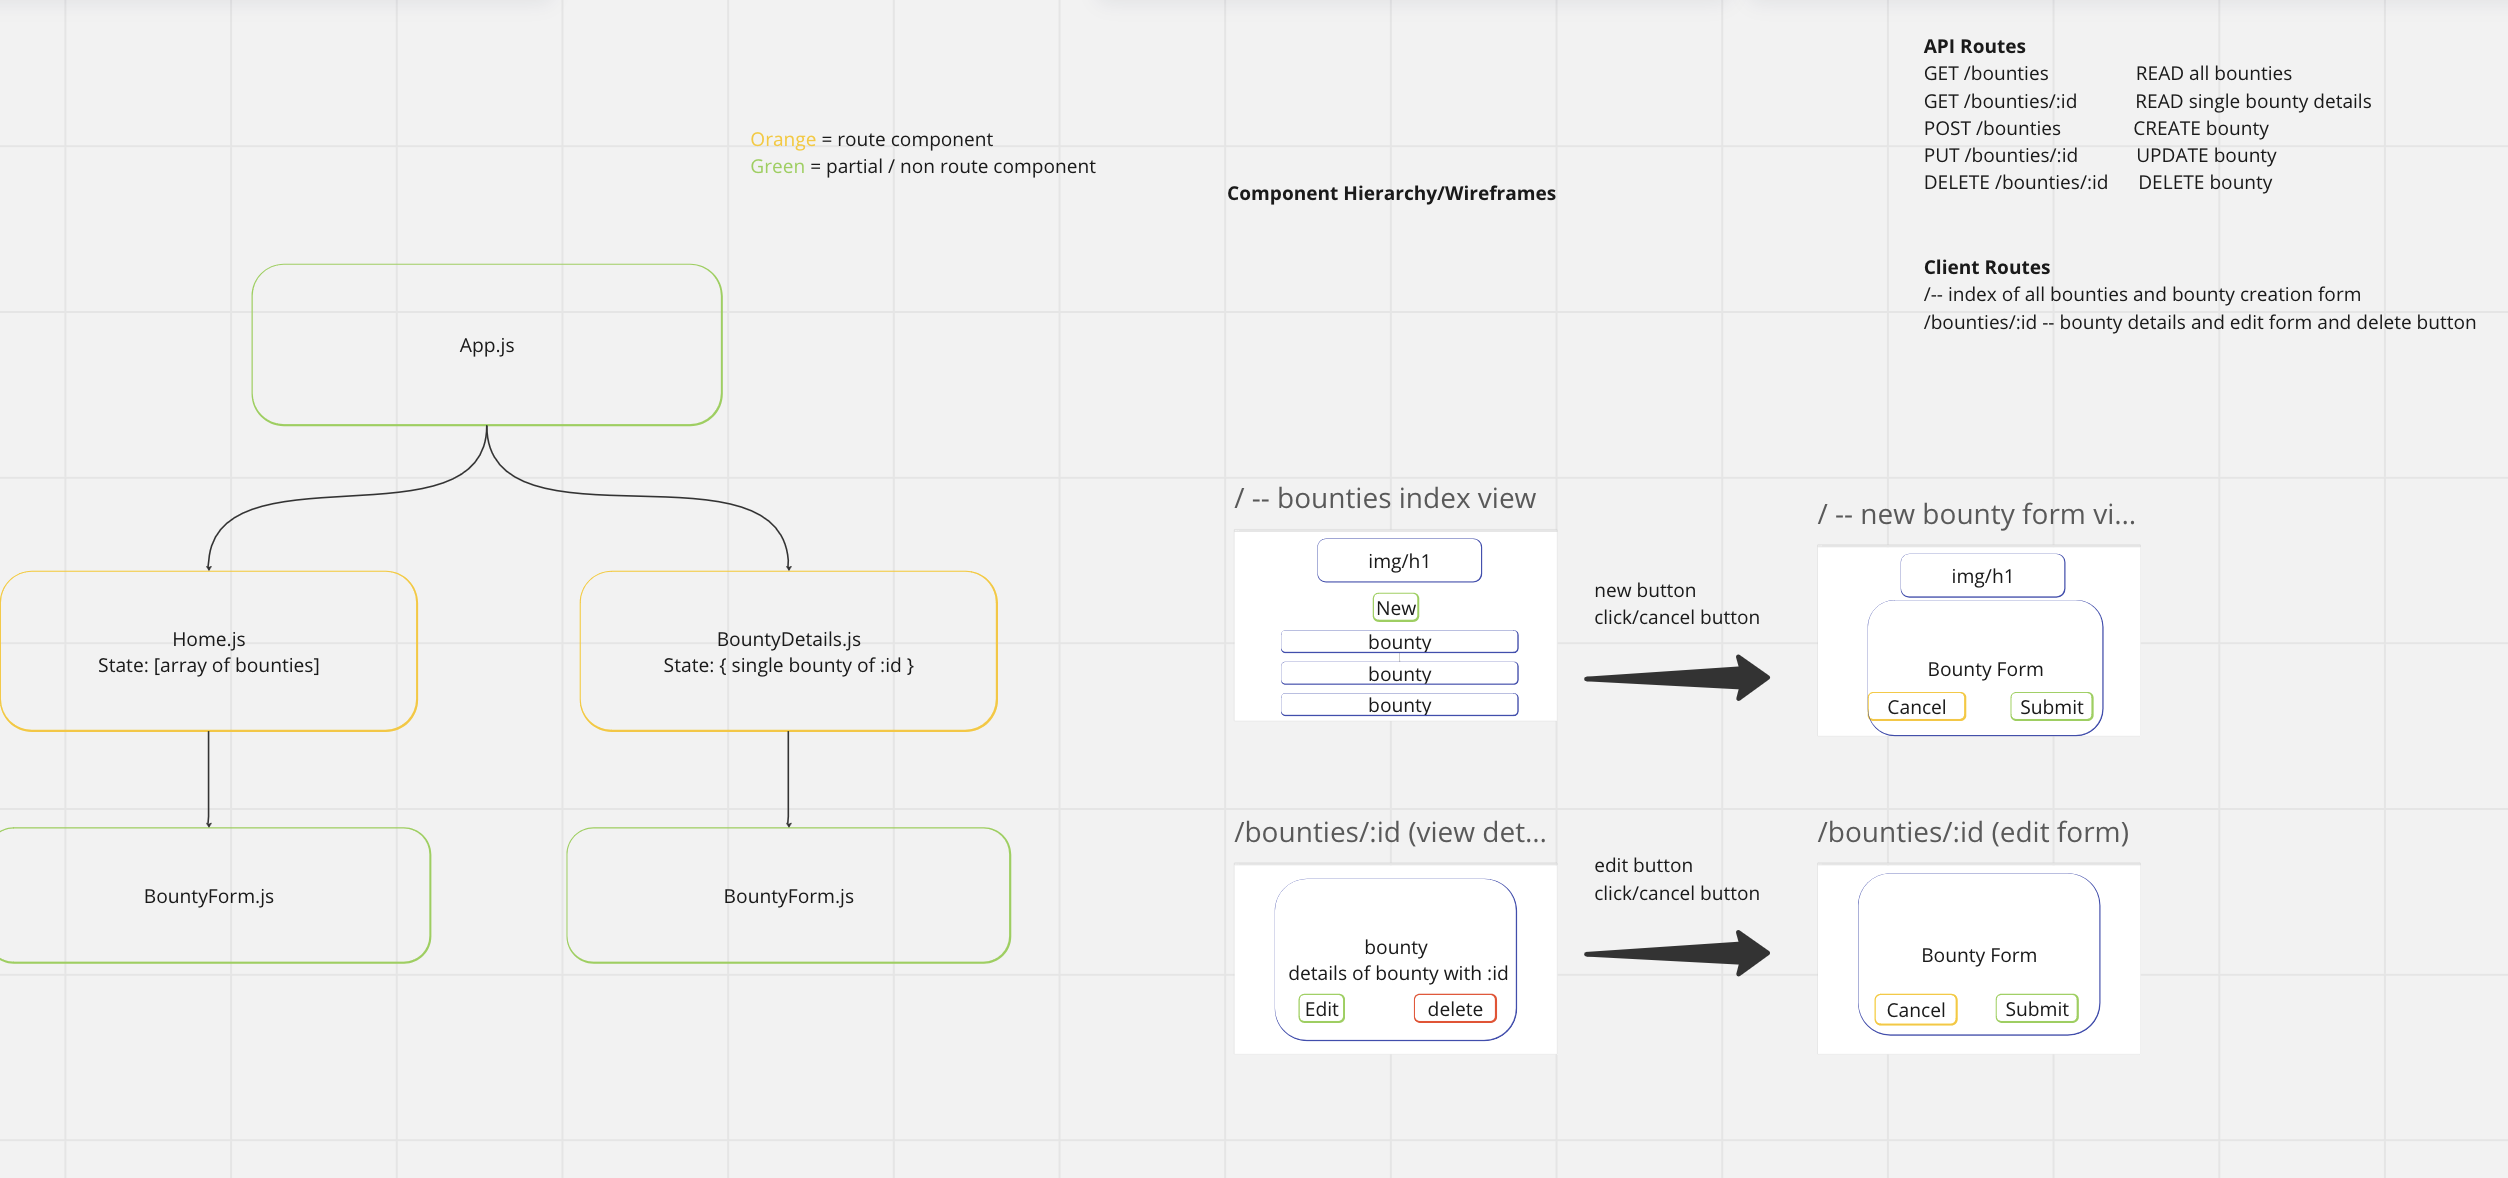 API Routes
GET /bounties READ all bounties
GET /bounties/:id READ single bounty details
POST /bounties CREATE bounty
PUT /bounties/:id UPDATE bounty
DELETE /bounties/:id DELETE bounty
Orange = route component
Green = partial / non route component
Component Hierarchy/Wireframes
Client Routes
/-- index of all bounties and bounty creation form
/bounties/:id -- bounty details and edit form and delete button
App.js
Home.js
State: [array of bounties]
BountyDetails.js
State: { single bounty of :id }
BountyForm.js
BountyForm.js
/ -- bounties index view
img/h1
New
bounty
bounty
bounty
new button
click/cancel button
/ -- new bounty form vi...
img/h1
Bounty Form
Cancel
Submit
/bounties/:id (view det...
bounty
details of bounty with :id
Edit
delete
edit button
click/cancel button
/bounties/:id (edit form)
Bounty Form
Cancel
Submit